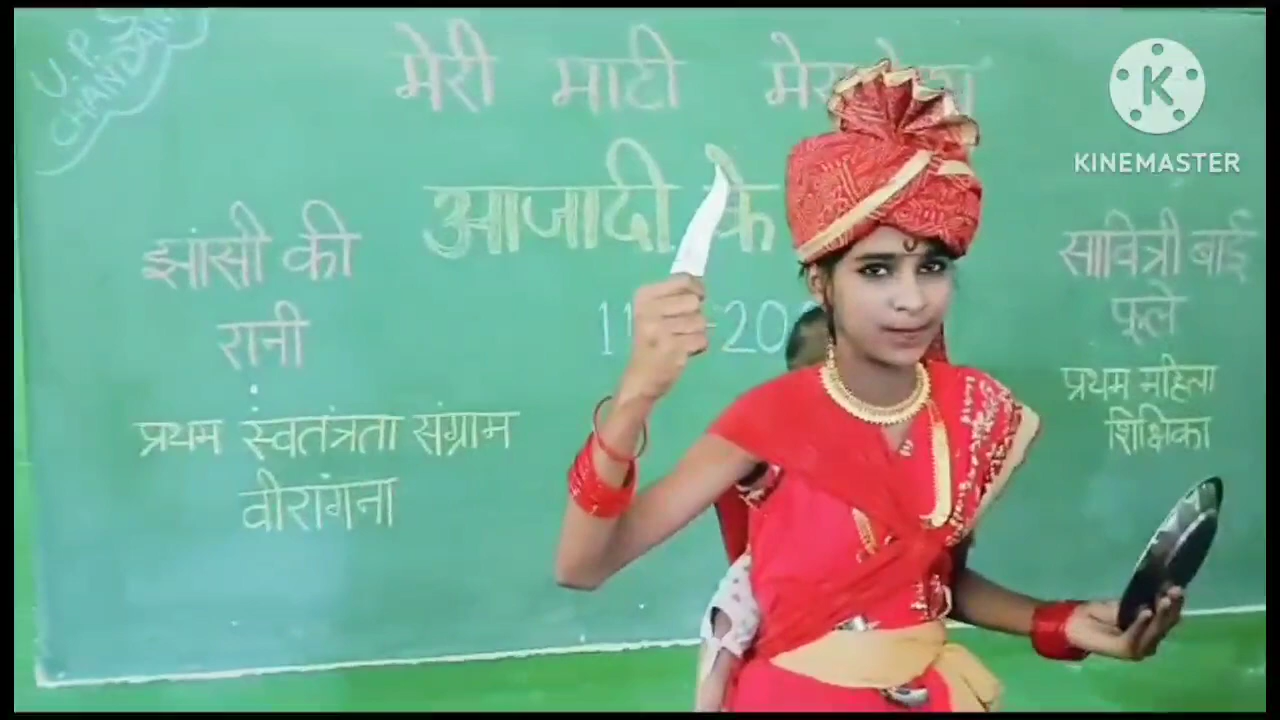 U.P
मेरी माटी
आजादी के
झांसी की
रानी
प्रथम स्वतंत्रता संग्राम
वीरांगना
सावित्री बाई
फूले
प्रथम महिला
शिक्षिका
K
KINEMASTER